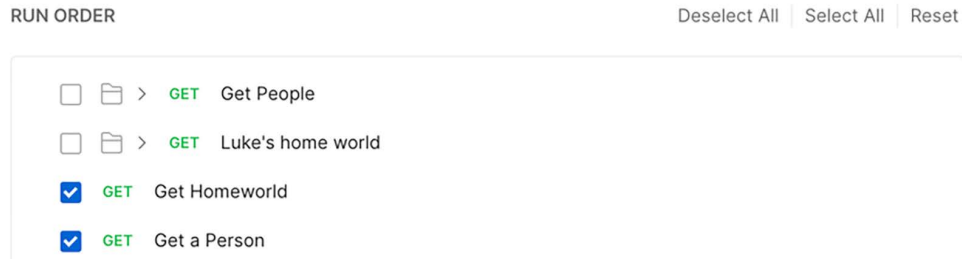 RUN ORDER Deselect All Select All Reset
GET Get People
GET Luke's home world
GET Get Homeworld
GET Get a Person